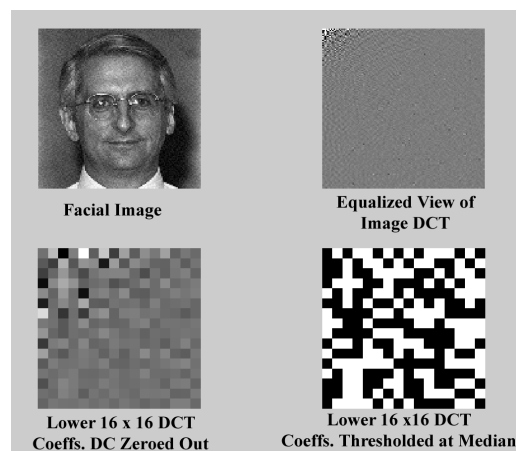 Facial Image
Equalized View of
Image DCT
Lower 16 x 16 DCT
Coeffs. DC Zeroed Out
Lower 16 x16 DCT
Coeffs. Thresholded at Median